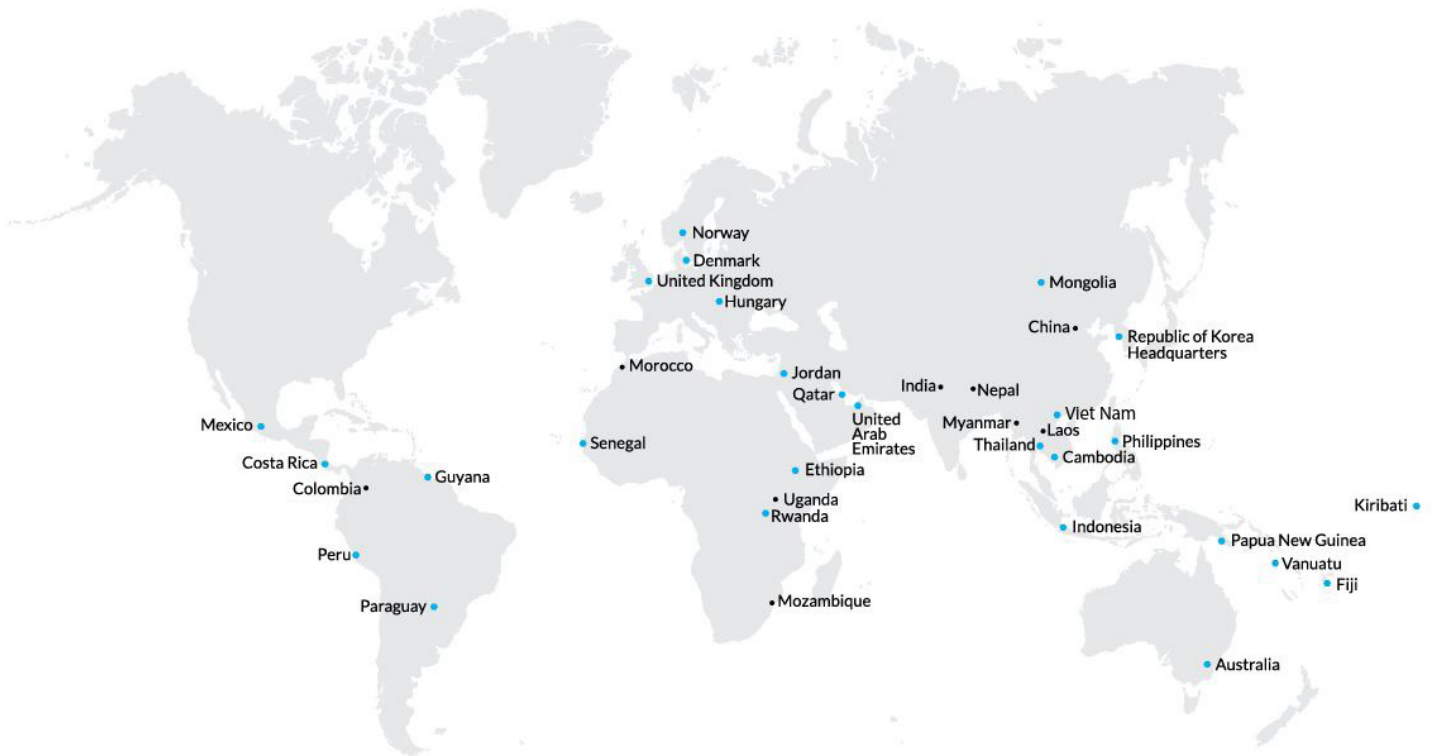 Norway
Denmark
United Kingdom
Hungary
Mongolia
China
Republic of Korea
Headquarters
Morocco
Jordan
Qatar
India
Nepal
United
Arab
Emirates
Viet Nam
Myanmar
Laos
Thailand
Philippines
Cambodia
Mexico
Senegal
Costa Rica
Guyana
Colombia
Ethiopia
Uganda
Rwanda
Kiribati
Indonesia
Papua New Guinea
Peru
Vanuatu
Fiji
Paraguay
Mozambique
Australia